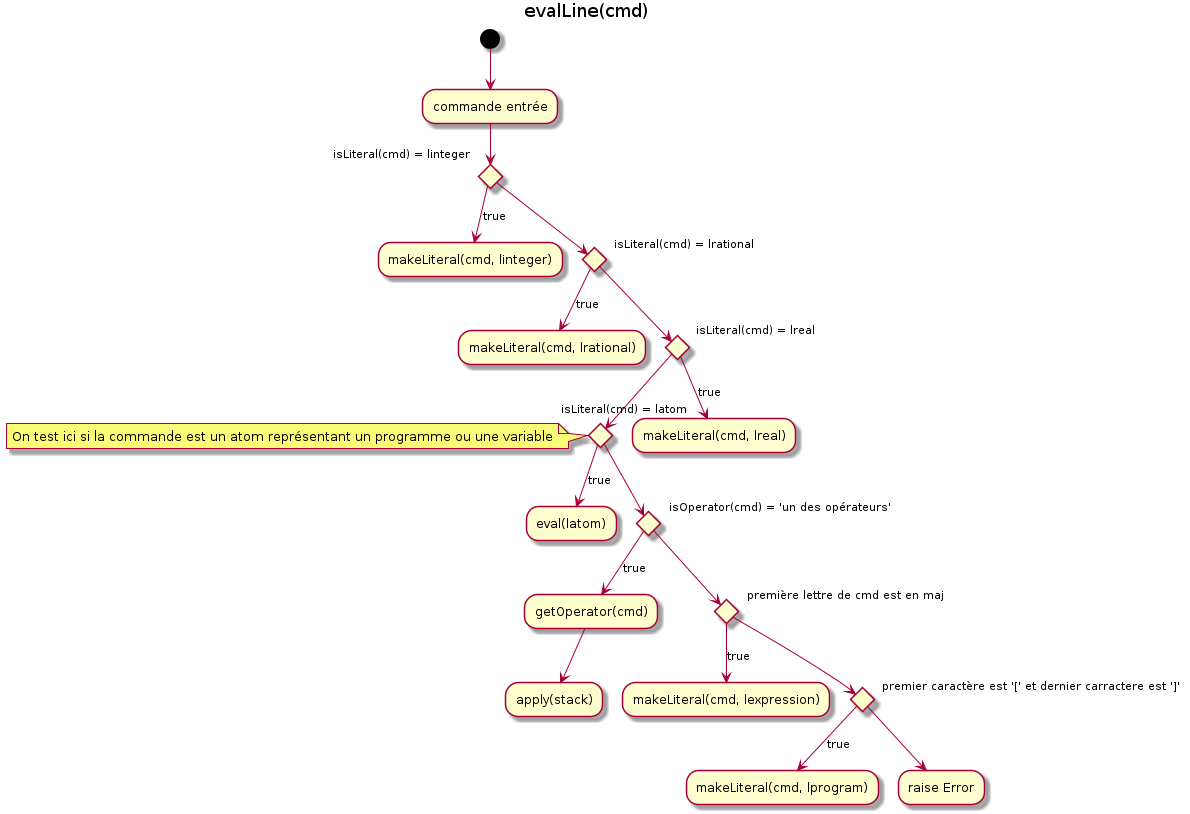 evalLine(cmd)
commande entrée
isLiteral(cmd) = linteger
true
makeLiteral(cmd, linteger)
isLiteral(cmd) = lrational
true
makeLiteral(cmd, lrational)
isLiteral(cmd) = lreal
true
makeLiteral(cmd, lreal)
isLiteral(cmd) = latom
On test ici si la commande est un atom représentant un programme ou une variable
true
eval(latom)
isOperator(cmd) = 'un des opérateurs'
true
getOperator(cmd)
apply(stack)
première lettre de cmd est en maj
true
makeLiteral(cmd, lexpression)
premier caractère est '[' et dernier carractere est ']'
true
makeLiteral(cmd, lprogram)
raise Error